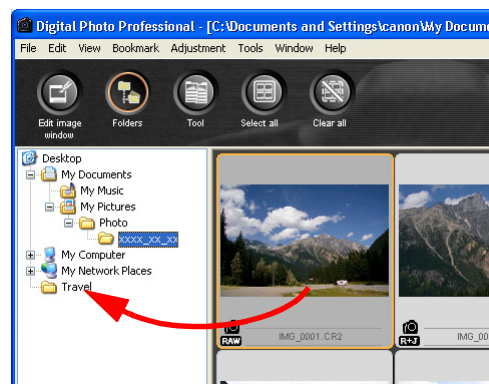 Digital Photo Professional - [C:\Documents and Settings\canon\My Docume
File Edit View Bookmark Adjustment Tools Window Help
Edit image window
Folders
Tool
Select all
Clear all
Desktop
My Documents
My Music
My Pictures
Photo
xxxx_xx_xx
My Computer
My Network Places
Travel
RAW
IMG_0001.CR2
R+J
IMG_00